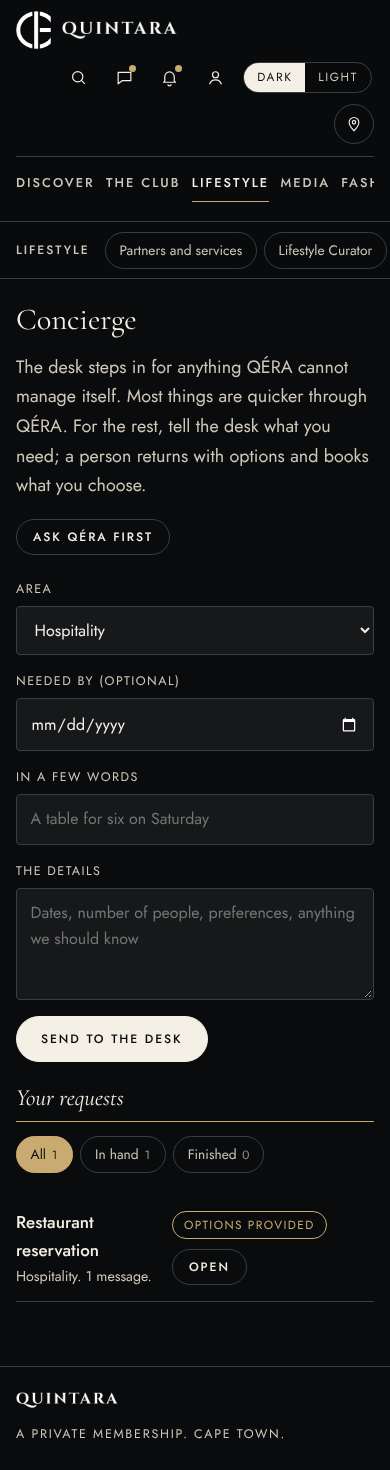 QUINTARA
DARK LIGHT
DISCOVER THE CLUB LIFESTYLE MEDIA FASH
LIFESTYLE Partners and services Lifestyle Curator
Concierge
The desk steps in for anything QÉRA cannot
manage itself. Most things are quicker through
QÉRA. For the rest, tell the desk what you
need; a person returns with options and books
what you choose.
ASK QÉRA FIRST
AREA
Hospitality
NEEDED BY (OPTIONAL)
mm/dd/yyyy
IN A FEW WORDS
A table for six on Saturday
THE DETAILS
Dates, number of people, preferences, anything
we should know
SEND TO THE DESK
Your requests
All 1 In hand 1 Finished 0
Restaurant
reservation
Hospitality. 1 message.
OPTIONS PROVIDED
OPEN
QUINTARA
A PRIVATE MEMBERSHIP. CAPE TOWN.